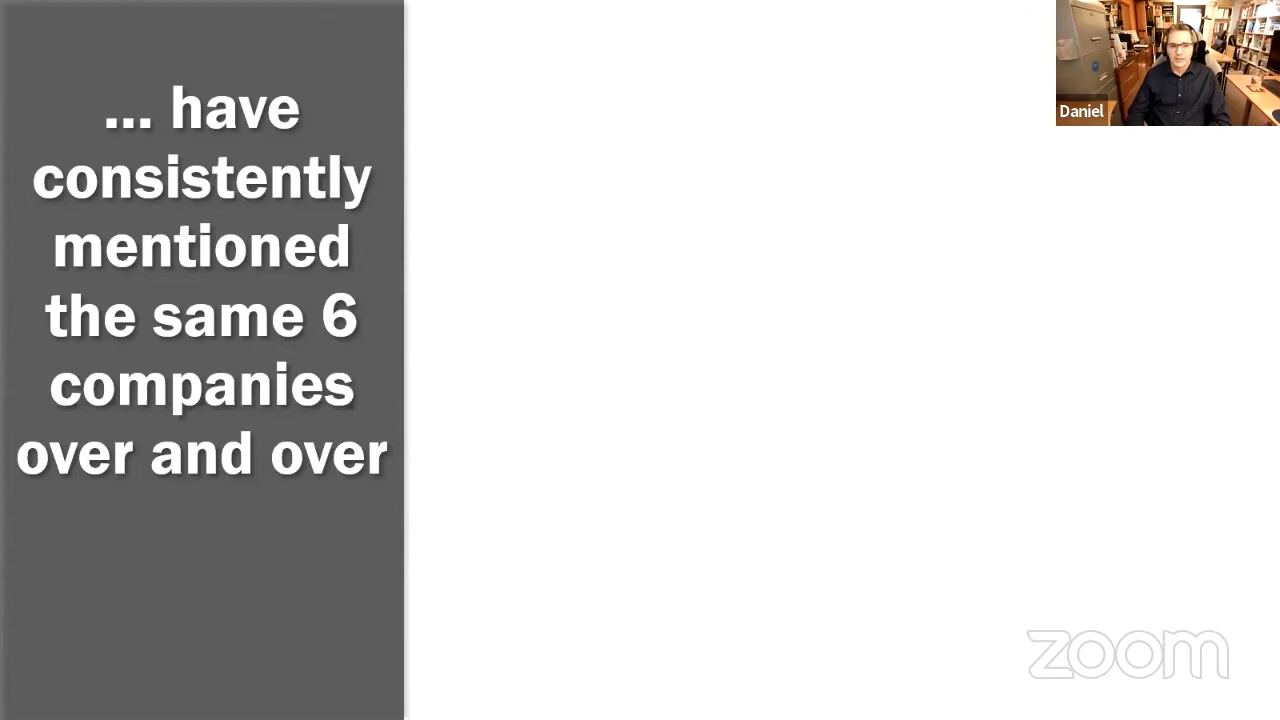 ... have
consistently
mentioned
the same 6
companies
over and over
Daniel
zoom